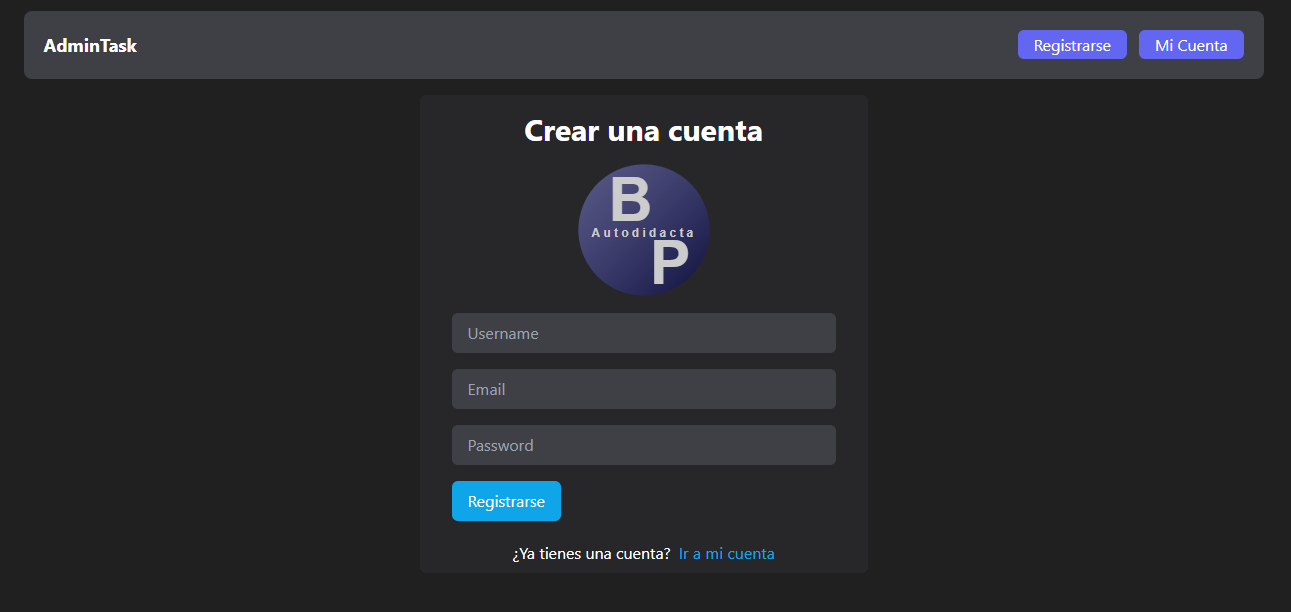 AdminTask
Registrarse
Mi Cuenta
Crear una cuenta
B
Autodidacta
P
Username
Email
Password
Registrarse
¿Ya tienes una cuenta? Ir a mi cuenta